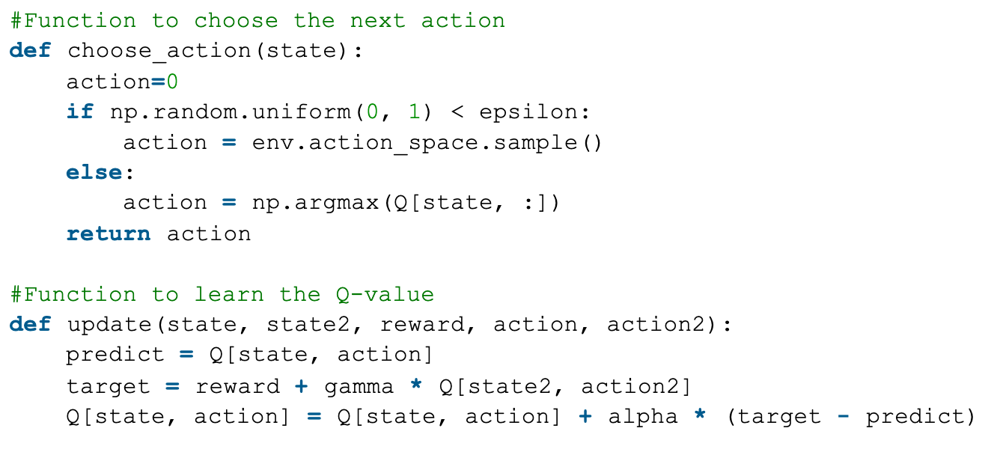 #Function to choose the next action
def choose_action(state):
    action=0
    if np.random.uniform(0, 1) < epsilon:
        action = env.action_space.sample()
    else:
        action = np.argmax(Q[state, :])
    return action

#Function to learn the Q-value
def update(state, state2, reward, action, action2):
    predict = Q[state, action]
    target = reward + gamma * Q[state2, action2]
    Q[state, action] = Q[state, action] + alpha * (target - predict)